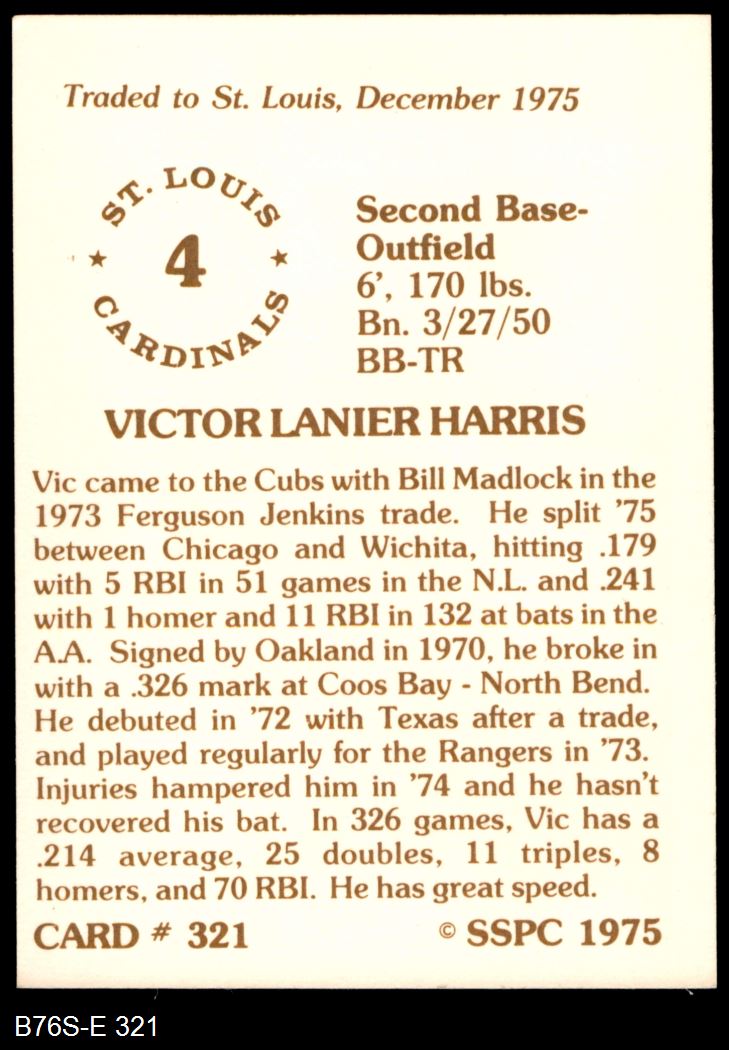 Traded to St. Louis, December 1975
ST. LOUIS
4
CARDINALS
Second Base-
Outfield
6', 170 lbs.
Bn. 3/27/50
BB-TR
VICTOR LANIER HARRIS
Vic came to the Cubs with Bill Madlock in the
1973 Ferguson Jenkins trade. He split '75
between Chicago and Wichita, hitting .179
with 5 RBI in 51 games in the N.L. and .241
with 1 homer and 11 RBI in 132 at bats in the
A.A. Signed by Oakland in 1970, he broke in
with a .326 mark at Coos Bay - North Bend.
He debuted in '72 with Texas after a trade,
and played regularly for the Rangers in '73.
Injuries hampered him in '74 and he hasn't
recovered his bat. In 326 games, Vic has a
.214 average, 25 doubles, 11 triples, 8
homers, and 70 RBI. He has great speed.
CARD # 321
© SSPC 1975
B76S-E 321